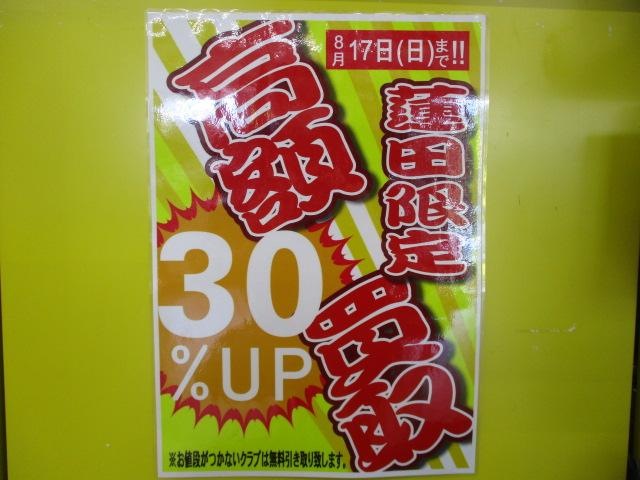 8月17日(日)まで!!
蓮田限定
高額
買取
30
%UP
※お値段がつかないクラブは無料引き取り致します。